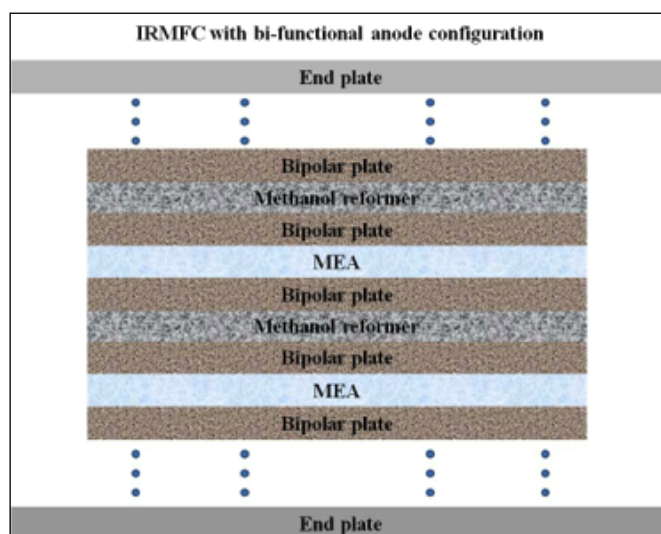 IRMFC with bi-functional anode configuration
End plate
Bipolar plate
Methanol reformer
Bipolar plate
MEA
Bipolar plate
Methanol reformer
Bipolar plate
MEA
Bipolar plate
End plate